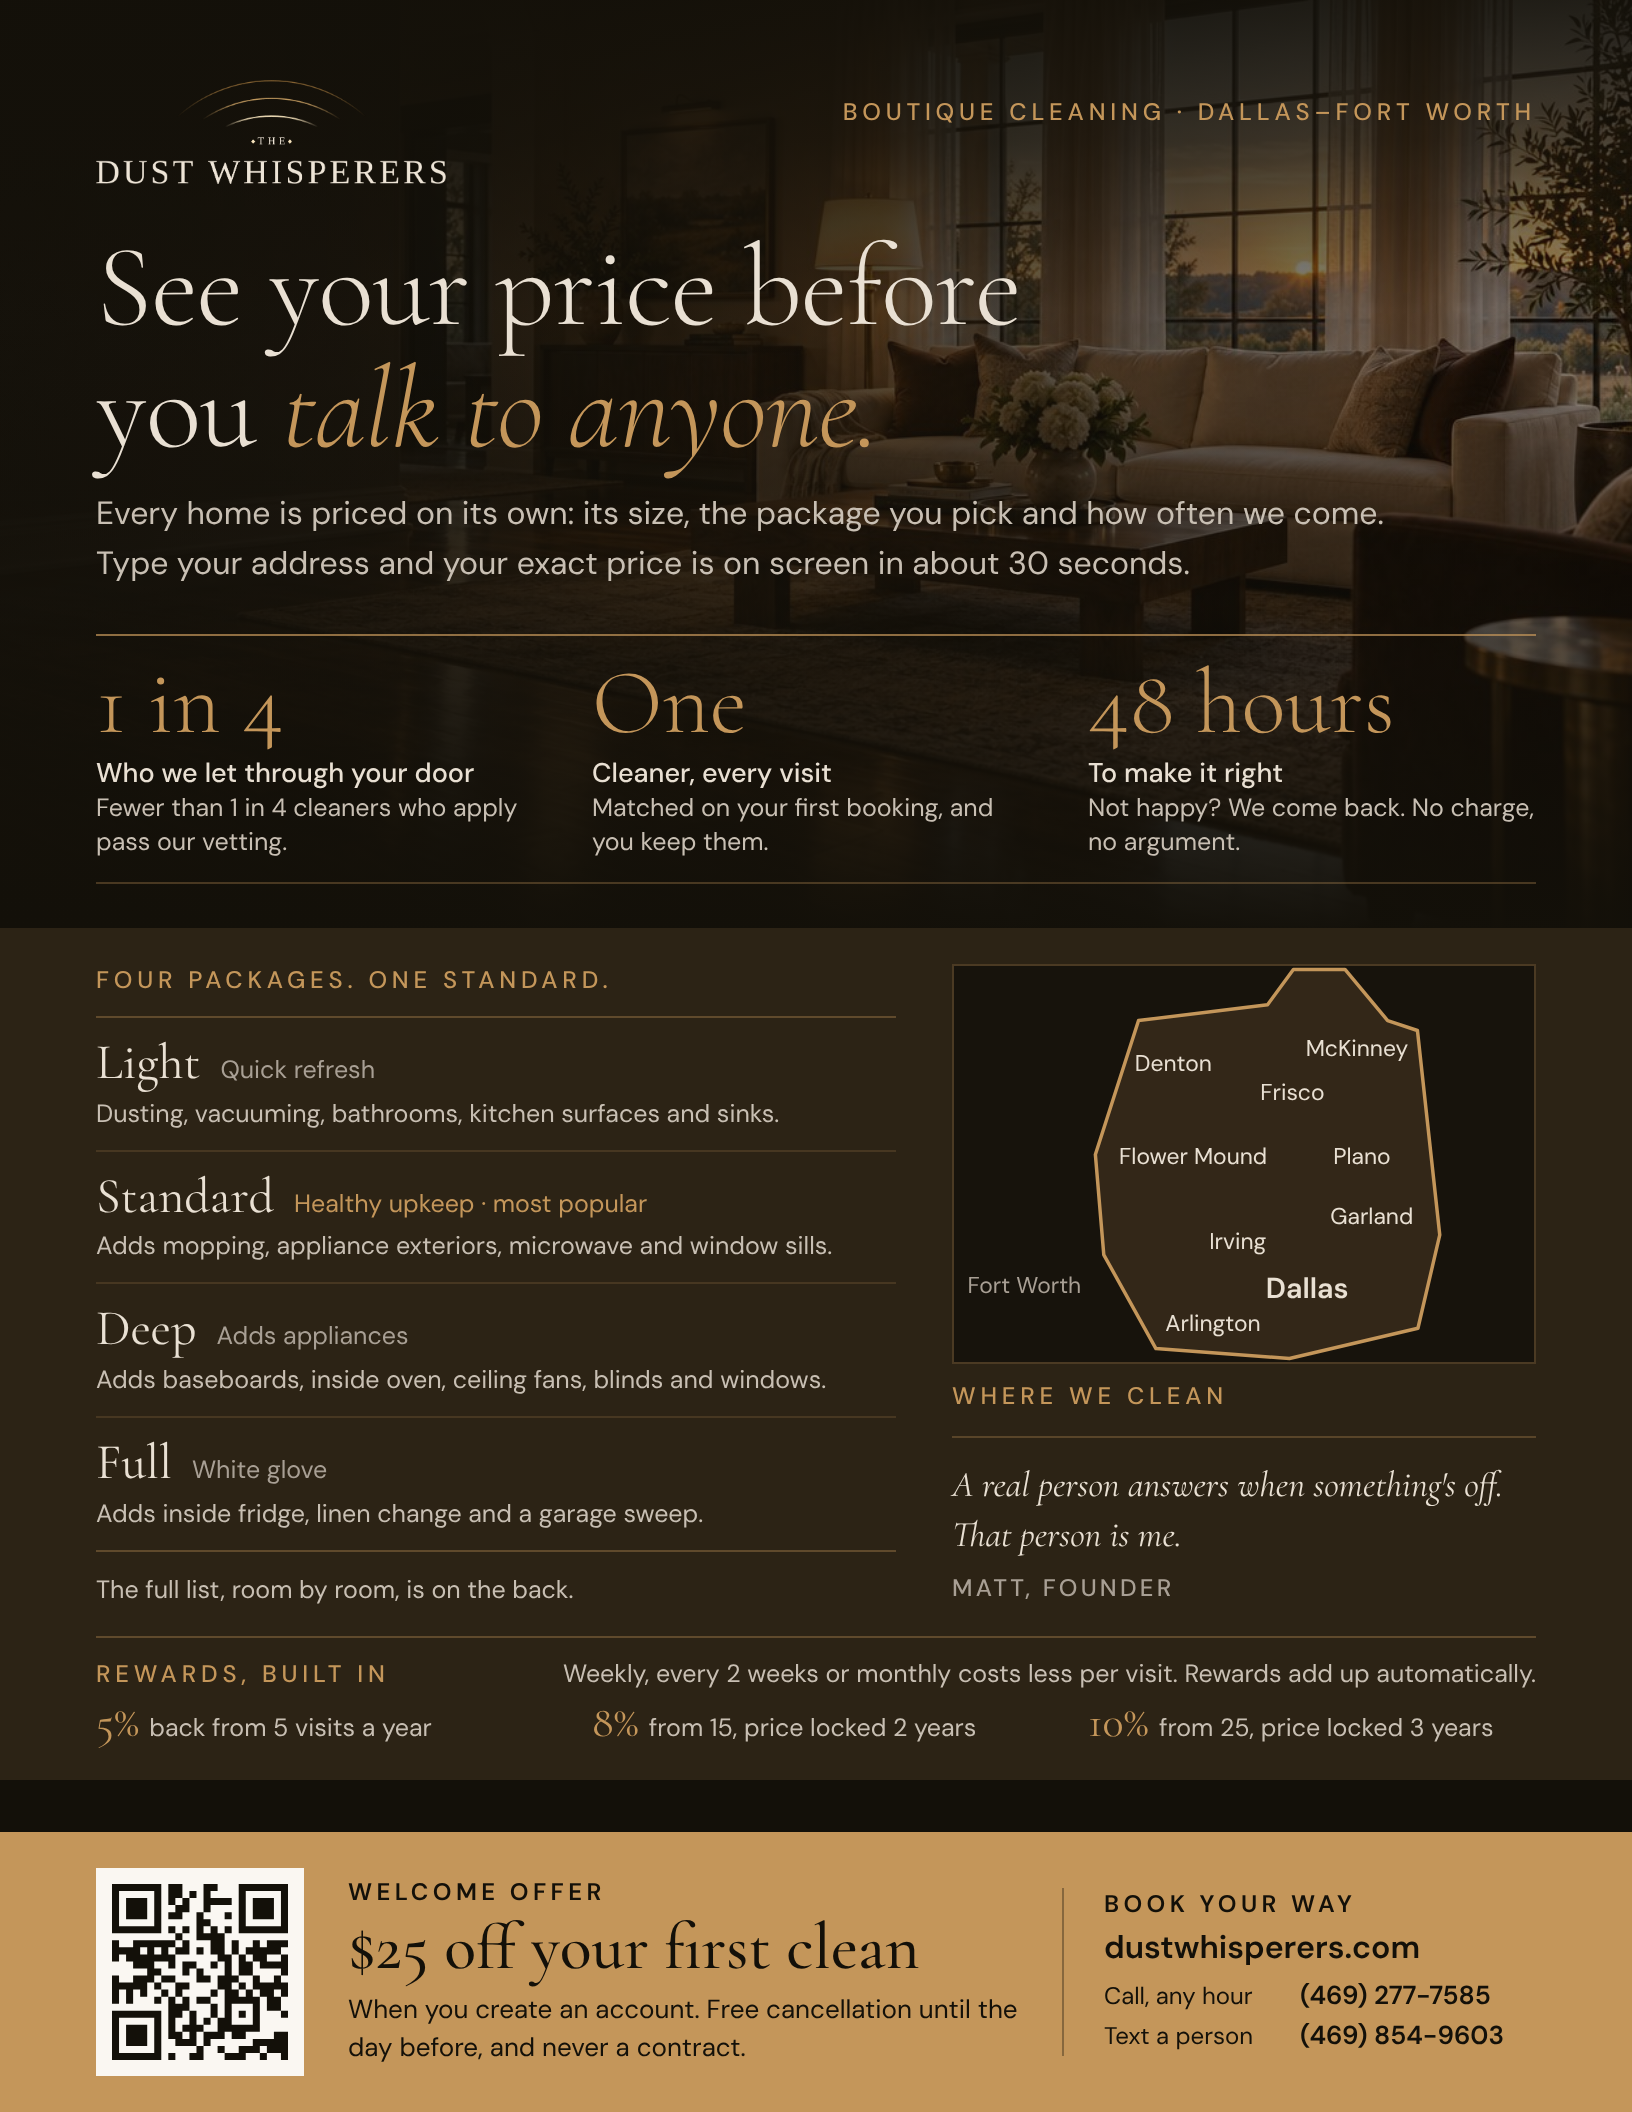 •THE•
DUST WHISPERERS
BOUTIQUE CLEANING · DALLAS–FORT WORTH
See your price before
you talk to anyone.
Every home is priced on its own: its size, the package you pick and how often we come.
Type your address and your exact price is on screen in about 30 seconds.
1 in 4
Who we let through your door
Fewer than 1 in 4 cleaners who apply
pass our vetting.
One
Cleaner, every visit
Matched on your first booking, and
you keep them.
48 hours
To make it right
Not happy? We come back. No charge,
no argument.
FOUR PACKAGES. ONE STANDARD.
Light Quick refresh
Dusting, vacuuming, bathrooms, kitchen surfaces and sinks.
Standard Healthy upkeep · most popular
Adds mopping, appliance exteriors, microwave and window sills.
Deep Adds appliances
Adds baseboards, inside oven, ceiling fans, blinds and windows.
Full White glove
Adds inside fridge, linen change and a garage sweep.
The full list, room by room, is on the back.
McKinney
Denton
Frisco
Flower Mound
Plano
Garland
Irving
Fort Worth
Dallas
Arlington
WHERE WE CLEAN
A real person answers when something's off.
That person is me.
MATT, FOUNDER
REWARDS, BUILT IN
Weekly, every 2 weeks or monthly costs less per visit. Rewards add up automatically.
5% back from 5 visits a year
8% from 15, price locked 2 years
10% from 25, price locked 3 years
WELCOME OFFER
$25 off your first clean
When you create an account. Free cancellation until the
day before, and never a contract.
BOOK YOUR WAY
dustwhisperers.com
Call, any hour (469) 277-7585
Text a person (469) 854-9603